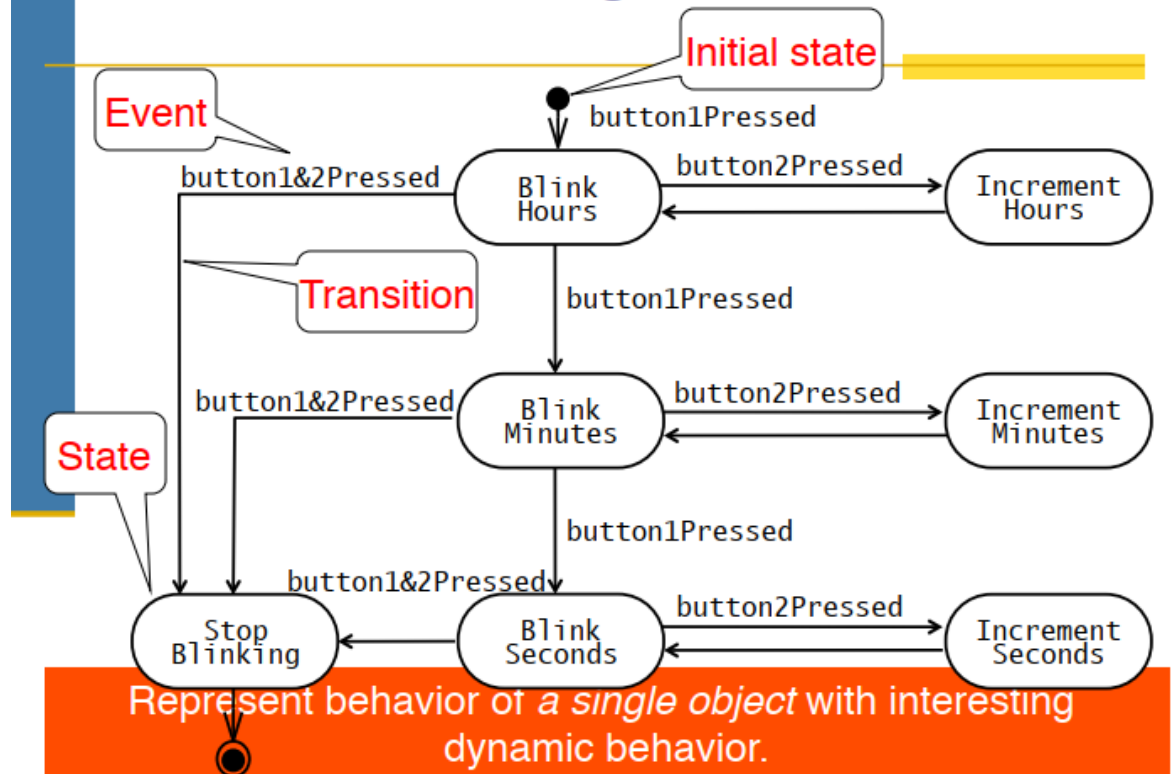 Initial state
Event
button1Pressed
button1&2Pressed
Blink
Hours
button2Pressed
Increment
Hours
Transition
button1Pressed
button1&2Pressed
Blink
Minutes
button2Pressed
Increment
Minutes
State
button1Pressed
button1&2Pressed
Stop
Blinking
Blink
Seconds
button2Pressed
Increment
Seconds
Represent behavior of a single object with interesting
dynamic behavior.